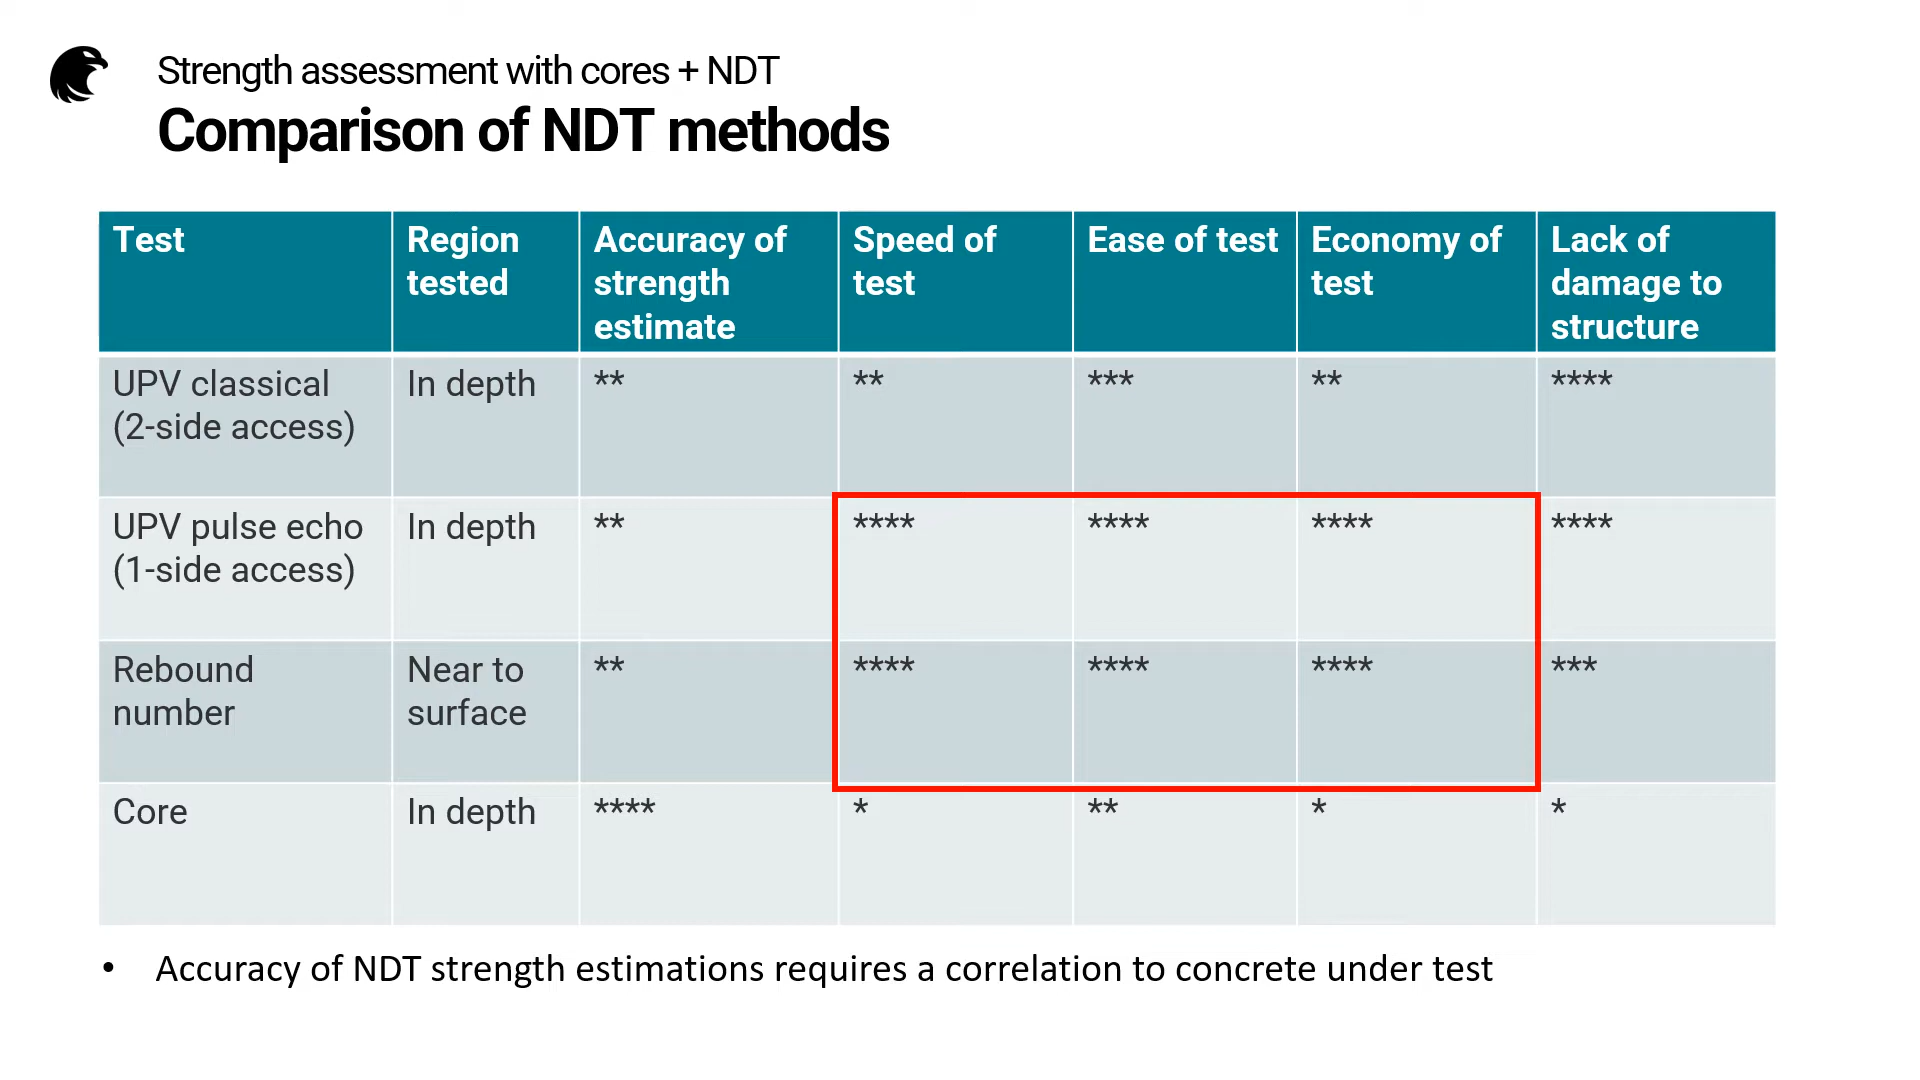 Strength assessment with cores + NDT
Comparison of NDT methods
Test
Region
tested
Accuracy of
strength
estimate
Speed of
test
Ease of test
Economy of
test
Lack of
damage to
structure
UPV classical
(2-side access)
In depth
**
**
***
**
****
UPV pulse echo
(1-side access)
In depth
**
****
****
****
****
Rebound
number
Near to
surface
**
****
****
****
***
Core
In depth
****
*
**
*
*
• Accuracy of NDT strength estimations requires a correlation to concrete under test